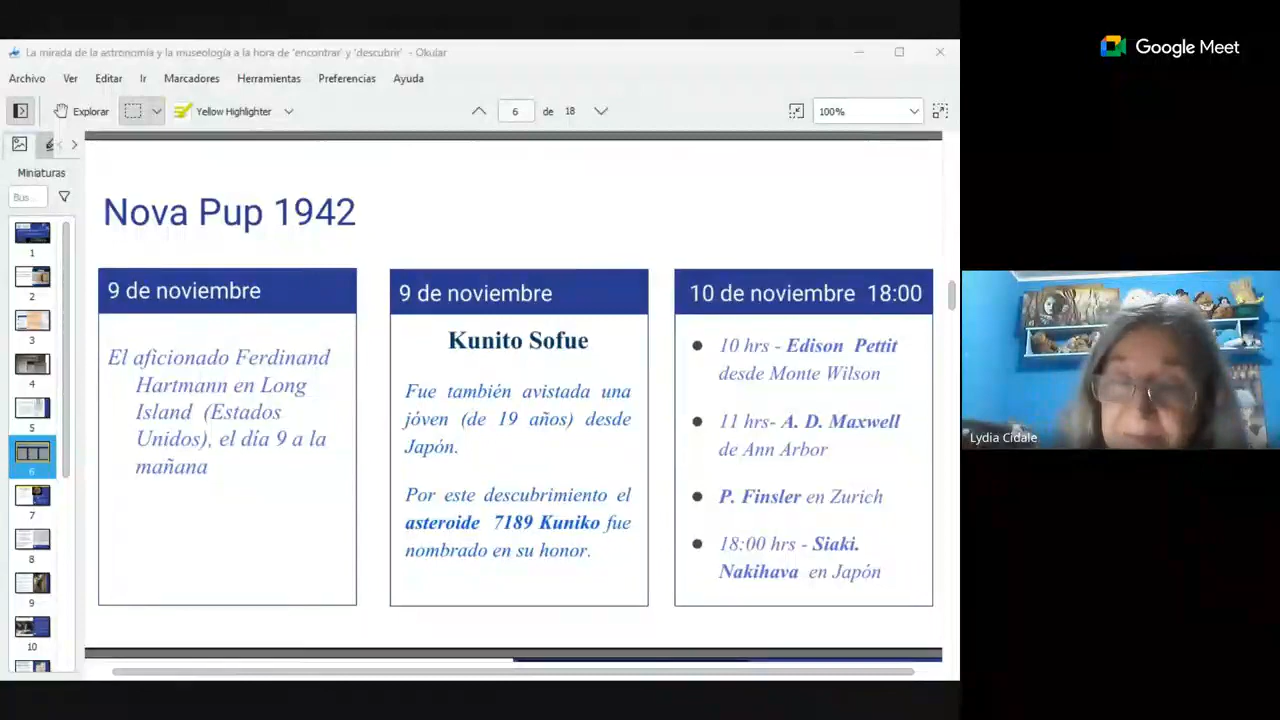 La mirada de la astronomía y la museología a la hora de 'encontrar' y 'descubrir' - Okular
Archivo Ver Editar Ir Marcadores Herramientas Preferencias Ayuda
Explorar Yellow Highlighter 6 de 18 100%
Miniaturas
Bus...
1
2
3
4
5
6
7
8
9
10
Nova Pup 1942
9 de noviembre
El aficionado Ferdinand
Hartmann en Long
Island (Estados
Unidos), el día 9 a la
mañana
9 de noviembre
Kunito Sofue
Fue también avistada una
jóven (de 19 años) desde
Japón.
Por este descubrimiento el
asteroide 7189 Kuniko fue
nombrado en su honor.
10 de noviembre 18:00
● 10 hrs - Edison Pettit
desde Monte Wilson
● 11 hrs- A. D. Maxwell
de Ann Arbor
● P. Finsler en Zurich
● 18:00 hrs - Siaki.
Nakihava en Japón
Google Meet
Lydia Cidale